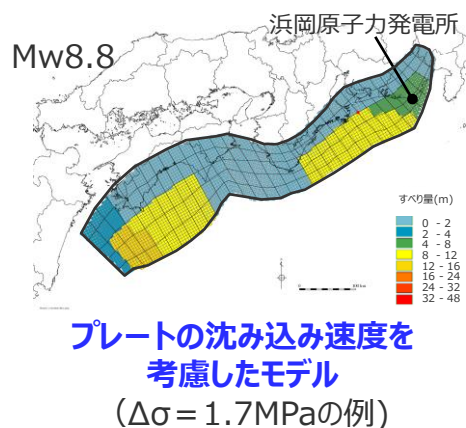 浜岡原子力発電所
Mw8.8
すべり量(m)
0 - 2
2 - 4
4 - 8
8 - 12
12 - 16
16 - 24
24 - 32
32 - 48
プレートの沈み込み速度を
考慮したモデル
(Δσ=1.7MPaの例)